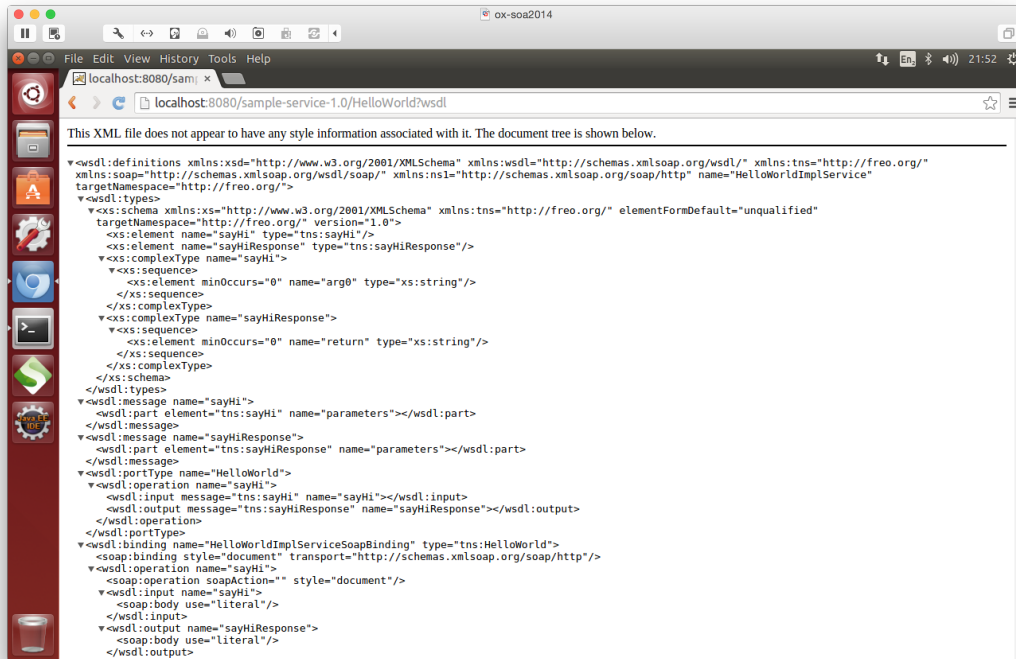 ox-soa2014
File Edit View History Tools Help
En2 21:52
localhost:8080/samp ×
localhost:8080/sample-service-1.0/HelloWorld?wsdl
This XML file does not appear to have any style information associated with it. The document tree is shown below.
▼<wsdl:definitions xmlns:xsd="http://www.w3.org/2001/XMLSchema" xmlns:wsdl="http://schemas.xmlsoap.org/wsdl/" xmlns:tns="http://freo.org/"
xmlns:soap="http://schemas.xmlsoap.org/wsdl/soap/" xmlns:ns1="http://schemas.xmlsoap.org/soap/http" name="HelloWorldImplService"
targetNamespace="http://freo.org/">
▼<wsdl:types>
▼<xs:schema xmlns:xs="http://www.w3.org/2001/XMLSchema" xmlns:tns="http://freo.org/" elementFormDefault="unqualified"
targetNamespace="http://freo.org/" version="1.0">
<xs:element name="sayHi" type="tns:sayHi"/>
<xs:element name="sayHiResponse" type="tns:sayHiResponse"/>
▼<xs:complexType name="sayHi">
▼<xs:sequence>
<xs:element minOccurs="0" name="arg0" type="xs:string"/>
</xs:sequence>
</xs:complexType>
▼<xs:complexType name="sayHiResponse">
▼<xs:sequence>
<xs:element minOccurs="0" name="return" type="xs:string"/>
</xs:sequence>
</xs:complexType>
</xs:schema>
</wsdl:types>
▼<wsdl:message name="sayHi">
<wsdl:part element="tns:sayHi" name="parameters"></wsdl:part>
</wsdl:message>
▼<wsdl:message name="sayHiResponse">
<wsdl:part element="tns:sayHiResponse" name="parameters"></wsdl:part>
</wsdl:message>
▼<wsdl:portType name="HelloWorld">
▼<wsdl:operation name="sayHi">
<wsdl:input message="tns:sayHi" name="sayHi"></wsdl:input>
<wsdl:output message="tns:sayHiResponse" name="sayHiResponse"></wsdl:output>
</wsdl:operation>
</wsdl:portType>
▼<wsdl:binding name="HelloWorldImplServiceSoapBinding" type="tns:HelloWorld">
<soap:binding style="document" transport="http://schemas.xmlsoap.org/soap/http"/>
▼<wsdl:operation name="sayHi">
<soap:operation soapAction="" style="document"/>
▼<wsdl:input name="sayHi">
<soap:body use="literal"/>
</wsdl:input>
▼<wsdl:output name="sayHiResponse">
<soap:body use="literal"/>
</wsdl:output>
Java EE
IDE